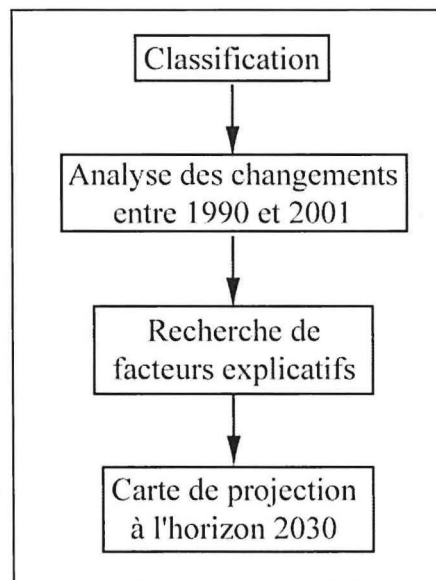 Classification
Analyse des changements
entre 1990 et 2001
Recherche de
facteurs explicatifs
Carte de projection
à l'horizon 2030